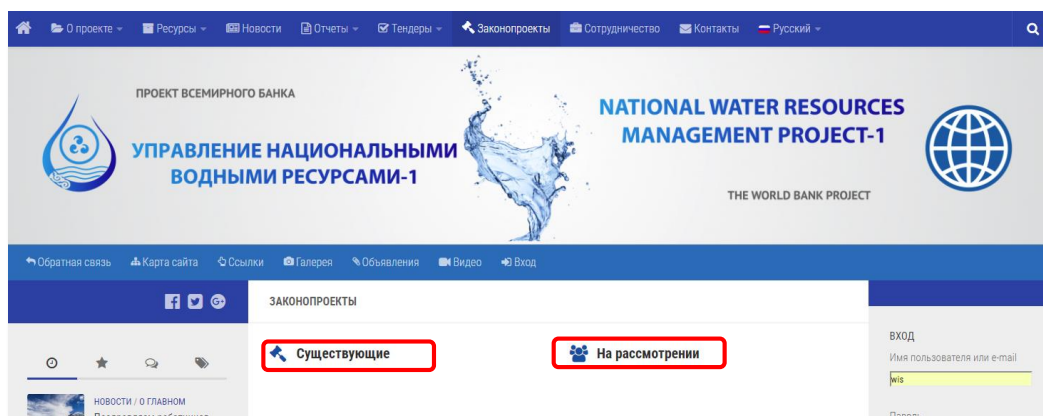 О проекте Ресурсы Новости Отчеты Тендеры Законопроекты Сотрудничество Контакты Русский
ПРОЕКТ ВСЕМИРНОГО БАНКА
УПРАВЛЕНИЕ НАЦИОНАЛЬНЫМИ
ВОДНЫМИ РЕСУРСАМИ-1
NATIONAL WATER RESOURCES
MANAGEMENT PROJECT-1
THE WORLD BANK PROJECT
Обратная связь Карта сайта Ссылки Галерея Объявления Видео Вход
ЗАКОНОПРОЕКТЫ
Существующие
На рассмотрении
ВХОД
Имя пользователя или e-mail
wis
НОВОСТИ / О ГЛАВНОМ